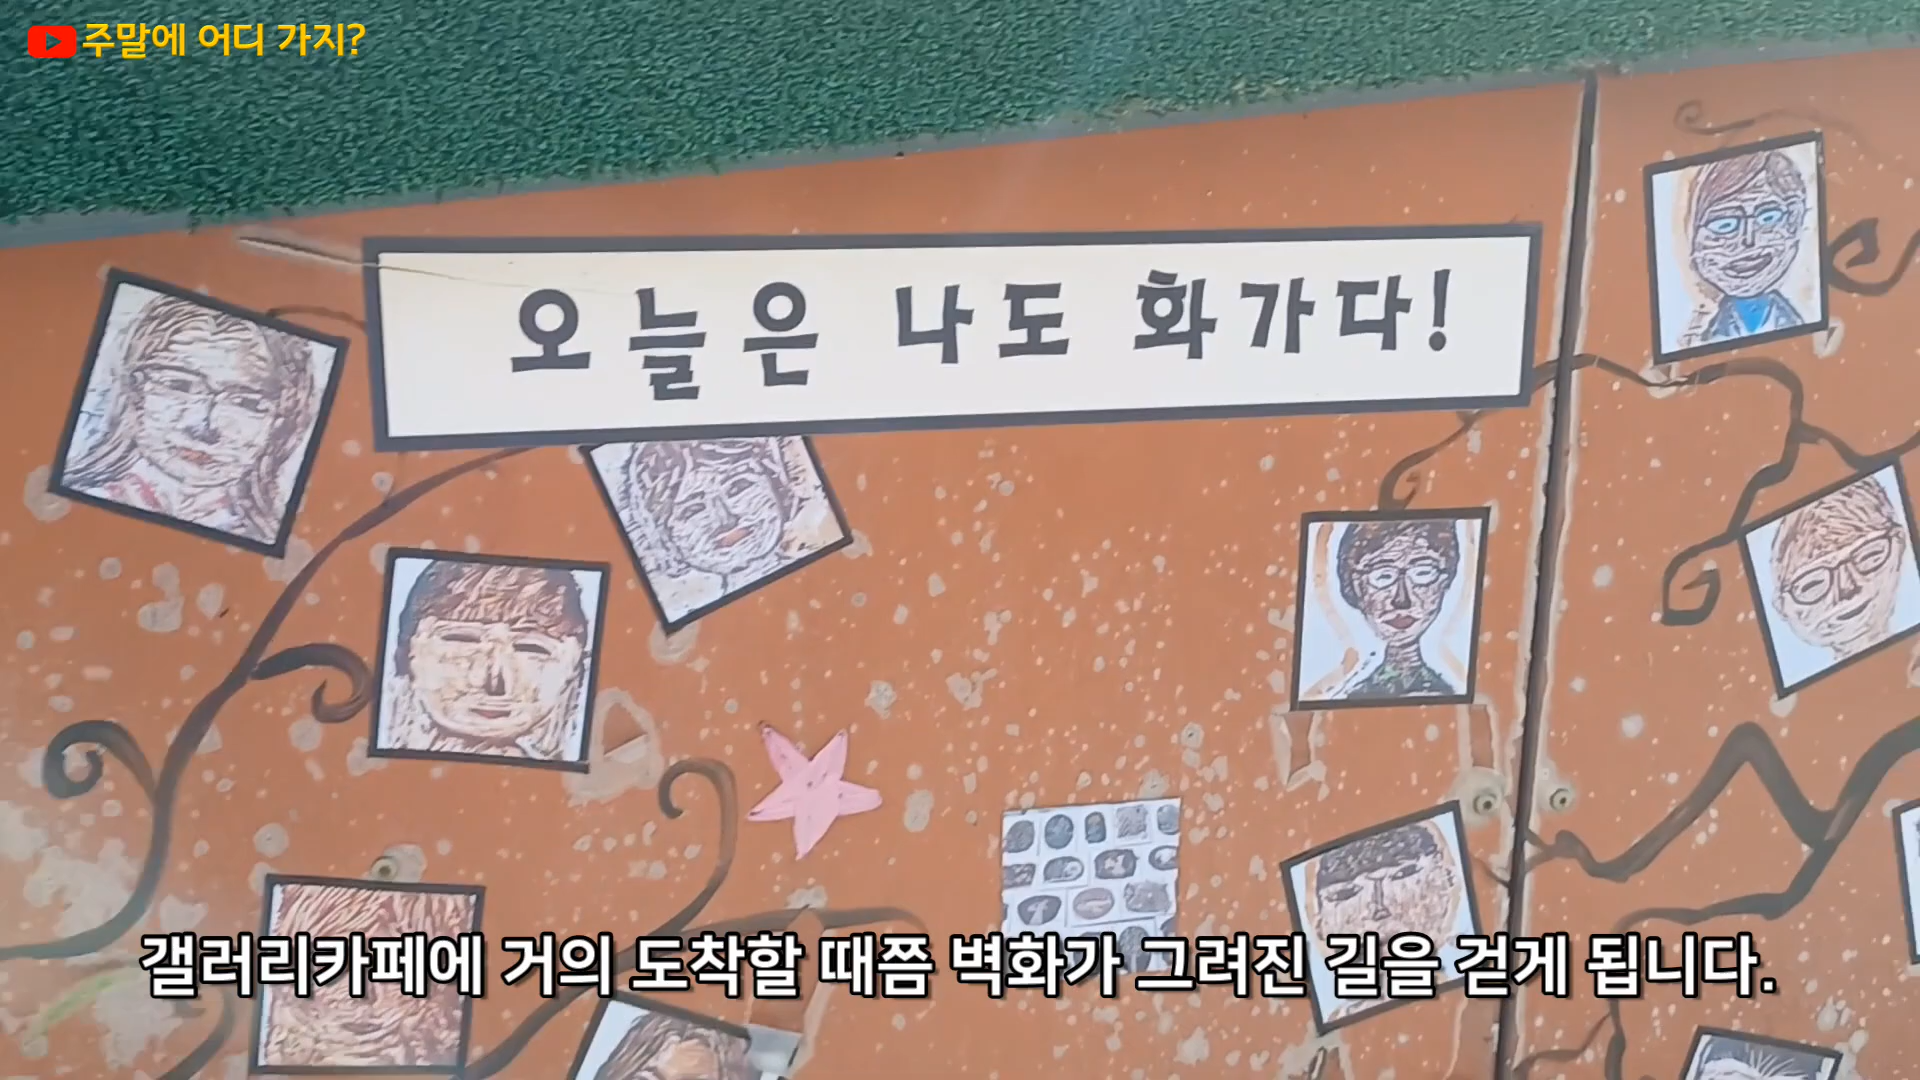 주말에 어디 가지?
오늘은 나도 화가다!
갤러리카페에 거의 도착할 때쯤 벽화가 그려진 길을 걷게 됩니다.